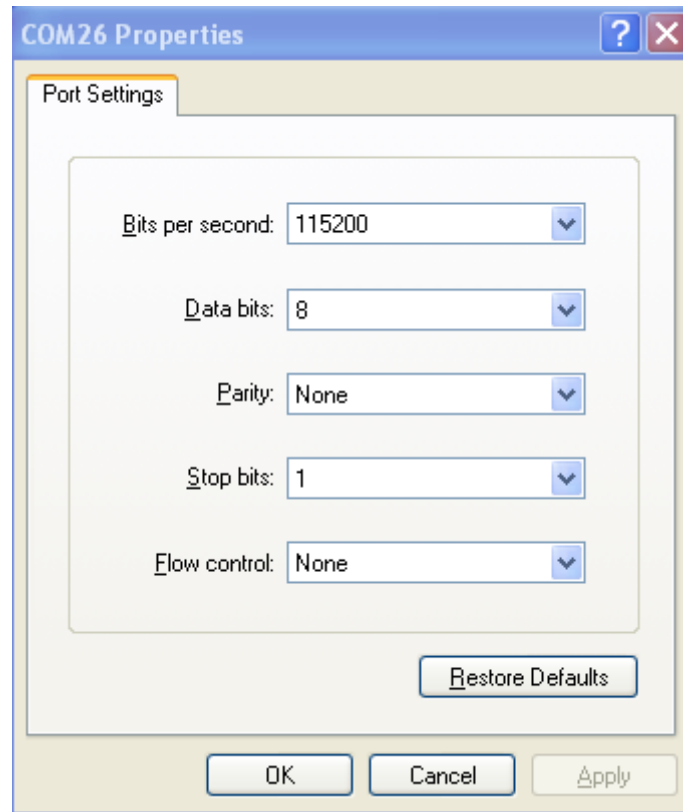 COM26 Properties
Port Settings
Bits per second: 115200
Data bits: 8
Parity: None
Stop bits: 1
Flow control: None
Restore Defaults
OK Cancel Apply